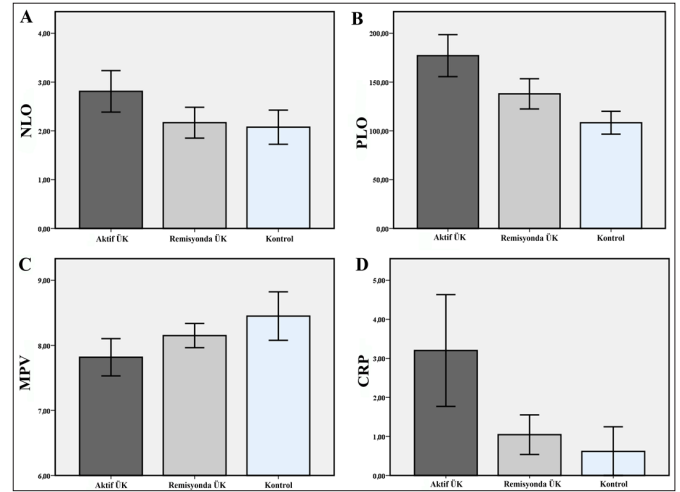 A
NLO
4,00
3,00
2,00
1,00
0,00
Aktif ÜK Remisyonda ÜK Kontrol
B
PLO
200,00
150,00
100,00
50,00
0,00
Aktif ÜK Remisyonda ÜK Kontrol
C
MPV
9,00
8,00
7,00
6,00
Aktif ÜK Remisyonda ÜK Kontrol
D
CRP
5,00
4,00
3,00
2,00
1,00
0,00
Aktif ÜK Remisyonda ÜK Kontrol